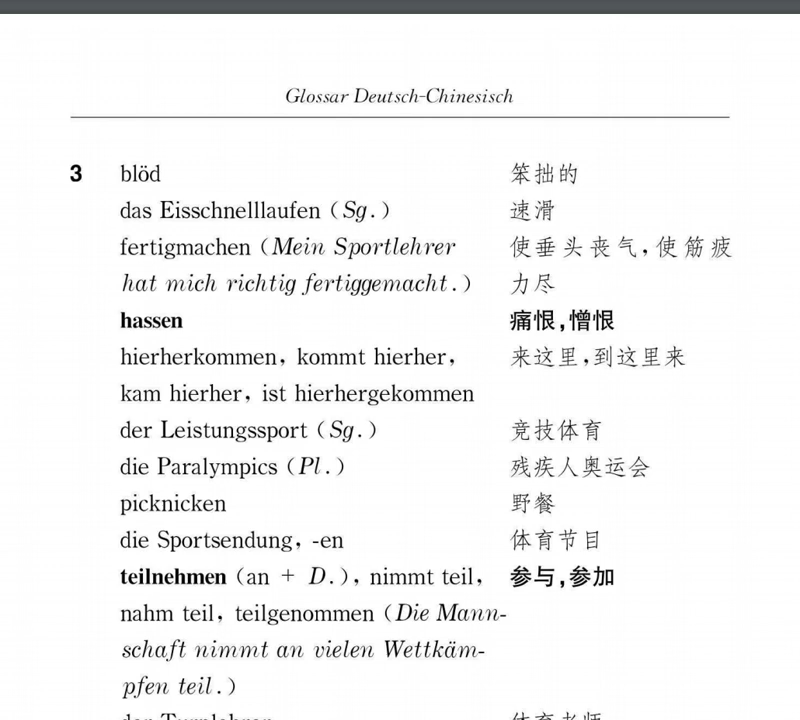 Glossar Deutsch-Chinesisch
3 blöd 笨拙的
das Eisschnelllaufen (Sg.) 速滑
fertigmachen (Mein Sportlehrer 使垂头丧气,使筋疲
hat mich richtig fertiggemacht.) 力尽
hassen 痛恨,憎恨
hierherkommen, kommt hierher, 来这里,到这里来
kam hierher, ist hierhergekommen
der Leistungssport (Sg.) 竞技体育
die Paralympics (Pl.) 残疾人奥运会
picknicken 野餐
die Sportsendung, -en 体育节目
teilnehmen (an + D.), nimmt teil, 参与,参加
nahm teil, teilgenommen (Die Mann-
schaft nimmt an vielen Wettkäm-
pfen teil.)